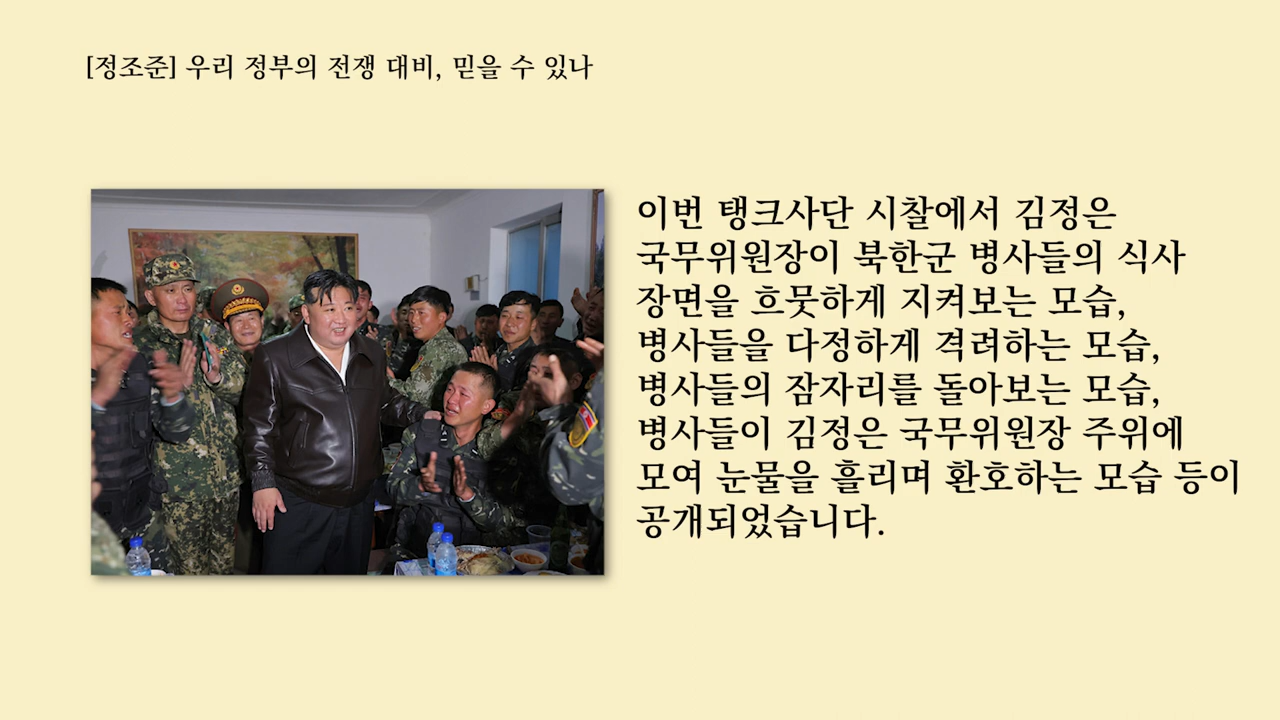 [정조준] 우리 정부의 전쟁 대비, 믿을 수 있나
이번 탱크사단 시찰에서 김정은
국무위원장이 북한군 병사들의 식사
장면을 흐뭇하게 지켜보는 모습,
병사들을 다정하게 격려하는 모습,
병사들의 잠자리를 돌아보는 모습,
병사들이 김정은 국무위원장 주위에
모여 눈물을 흘리며 환호하는 모습 등이
공개되었습니다.